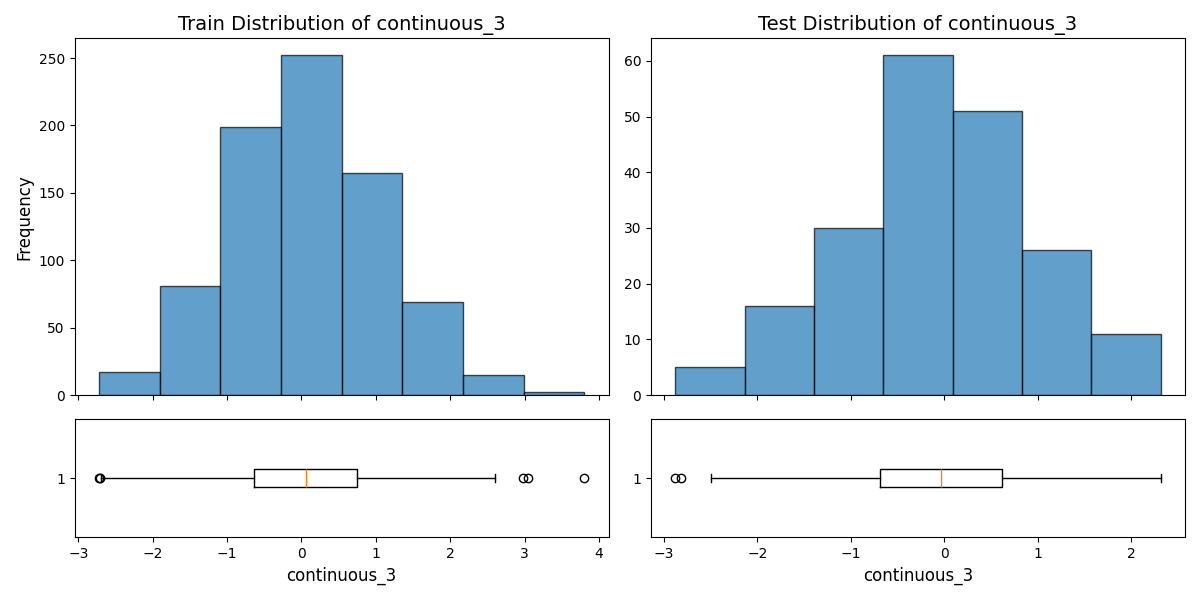 Train Distribution of continuous_3
Test Distribution of continuous_3
Frequency
250
200
150
100
50
0
60
50
40
30
20
10
0
1
−3 −2 −1 0 1 2 3 4
continuous_3
1
−3 −2 −1 0 1 2
continuous_3